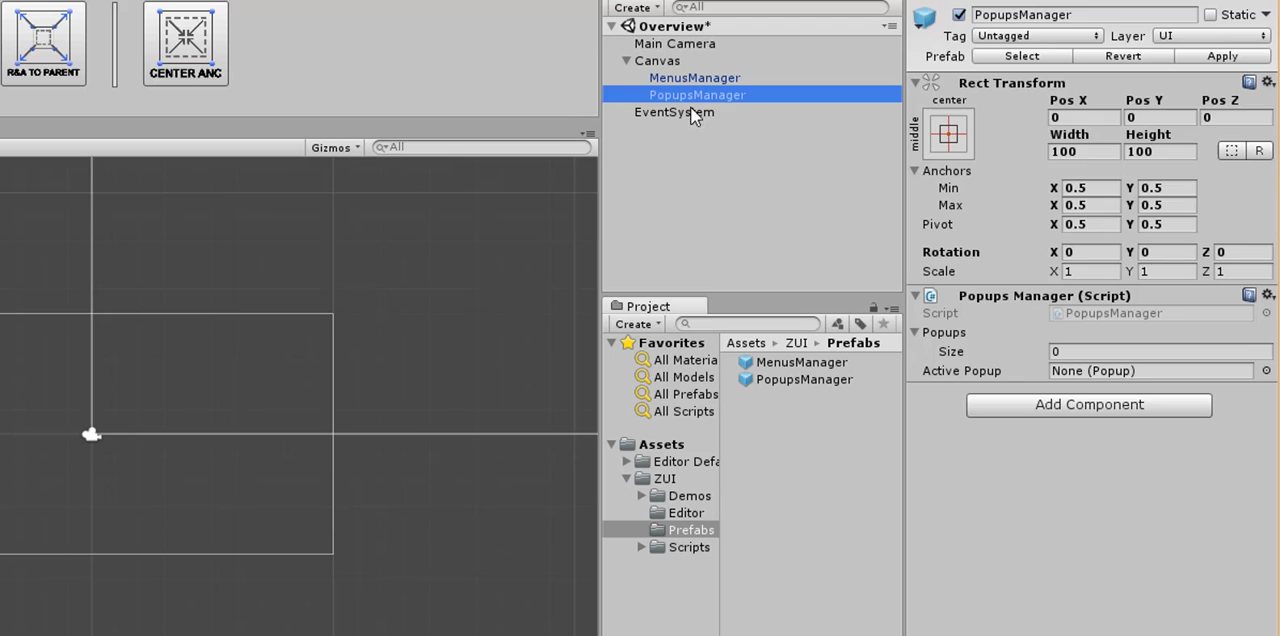 R&A TO PARENT
CENTER ANC
Gizmos
All
Create
All
Overview*
Main Camera
Canvas
MenusManager
PopupsManager
EventSystem
Project
Create
Favorites
All Materia
All Models
All Prefabs
All Scripts
Assets
Editor Defa
ZUI
Demos
Editor
Prefabs
Scripts
Assets ZUI Prefabs
MenusManager
PopupsManager
PopupsManager Static
Tag Untagged Layer UI
Prefab Select Revert Apply
Rect Transform
center Pos X Pos Y Pos Z
middle
0 0 0
Width Height
100 100 R
Anchors
Min X 0.5 Y 0.5
Max X 0.5 Y 0.5
Pivot X 0.5 Y 0.5
Rotation X 0 Y 0 Z 0
Scale X 1 Y 1 Z 1
Popups Manager (Script)
Script PopupsManager
Popups
Size 0
Active Popup None (Popup)
Add Component